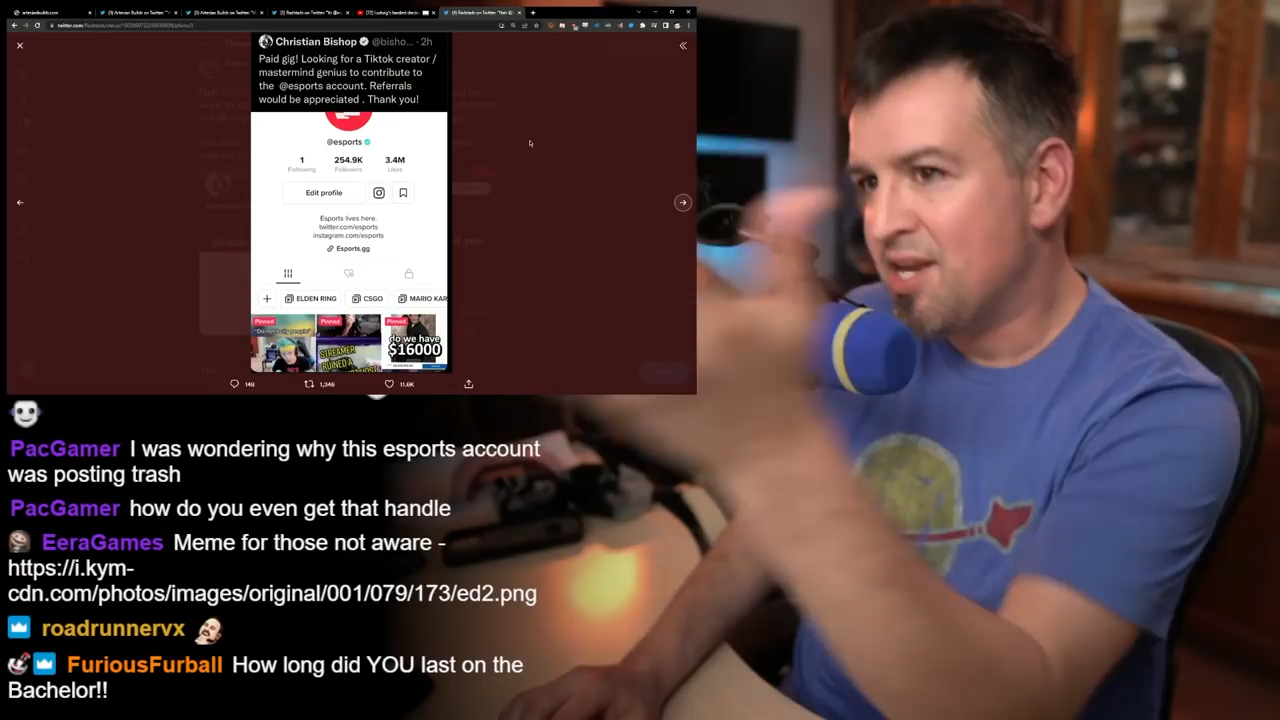 artesianbuilds.com
twitter.com/
Christian Bishop @bisho... · 2h
Paid gig! Looking for a Tiktok creator /
mastermind genius to contribute to
the @esports account. Referrals
would be appreciated . Thank you!
@esports
1 254.9K 3.4M
Following Followers Likes
Edit profile
Esports lives here.
twitter.com/esports
instagram.com/esports
Esports.gg
ELDEN RING CSGO MARIO KAR
Pinned Pinned Pinned
do we have
$16000
STREAMER
RUINED A
148 1,346 11.6K
PacGamer I was wondering why this esports account
was posting trash
PacGamer how do you even get that handle
EeraGames Meme for those not aware -
https://i.kym-
cdn.com/photos/images/original/001/079/173/ed2.png
roadrunnervx
FuriousFurball How long did YOU last on the
Bachelor!!